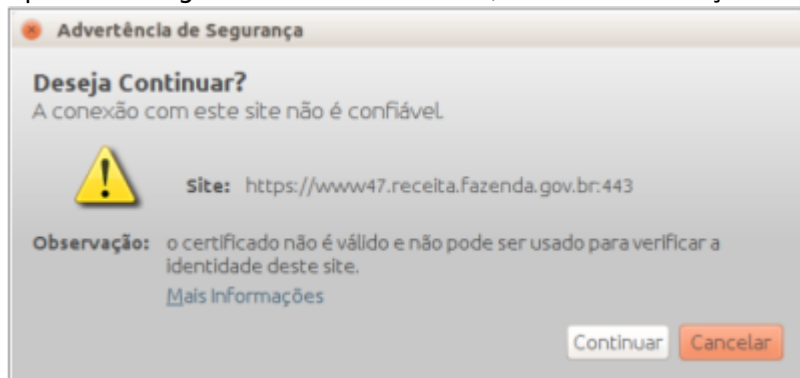 Advertência de Segurança
Deseja Continuar?
A conexão com este site não é confiável.
Site: https://www47.receita.fazenda.gov.br:443
Observação: o certificado não é válido e não pode ser usado para verificar a
identidade deste site.
Mais Informações
Continuar Cancelar